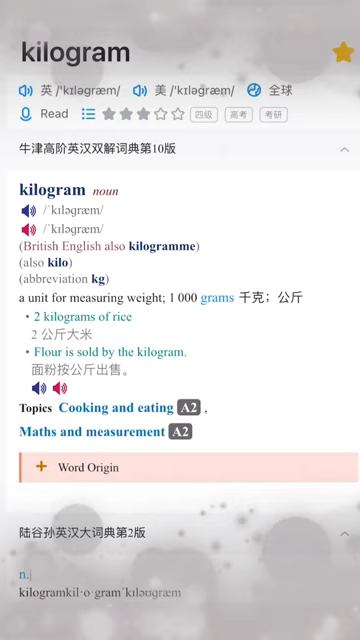 kilogram
英 /ˈkɪləɡræm/ 美 /ˈkɪləɡræm/ 全球
Read 四级 高考 考研
牛津高阶英汉双解词典第10版
kilogram noun
/ˈkɪləɡræm/
/ˈkɪləɡræm/
(British English also kilogramme)
(also kilo)
(abbreviation kg)
a unit for measuring weight; 1 000 grams 千克；公斤
• 2 kilograms of rice
2 公斤大米
• Flour is sold by the kilogram.
面粉按公斤出售。
Topics Cooking and eating A2 ,
Maths and measurement A2
+ Word Origin
陆谷孙英汉大词典第2版
n.j
kilogramkil·o·gramˈkɪləʊɡræm